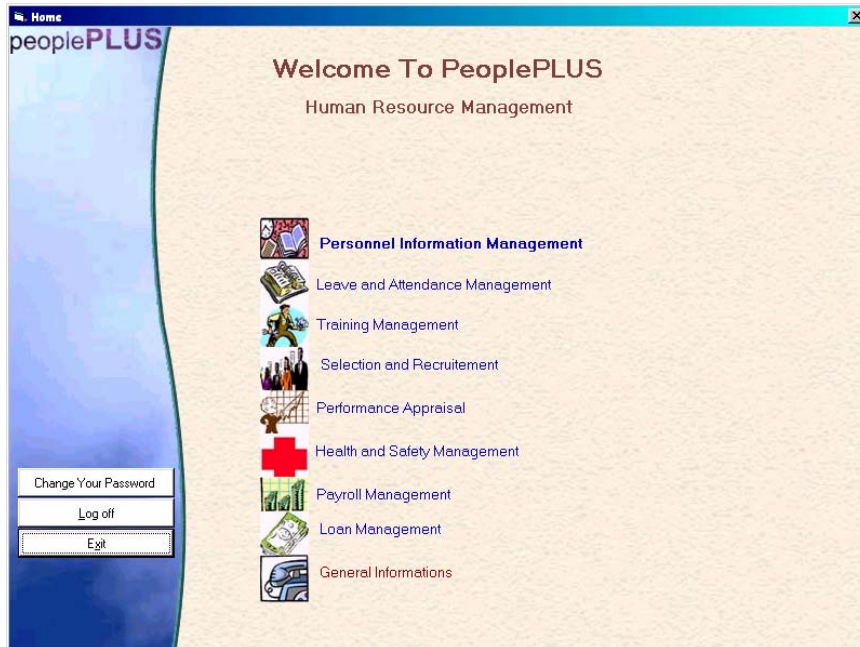 Home
peoplePLUS
Welcome To PeoplePLUS
Human Resource Management
Personnel Information Management
Leave and Attendance Management
Training Management
Selection and Recruitement
Performance Appraisal
Health and Safety Management
Payroll Management
Loan Management
General Informations
Change Your Password
Log off
Exit